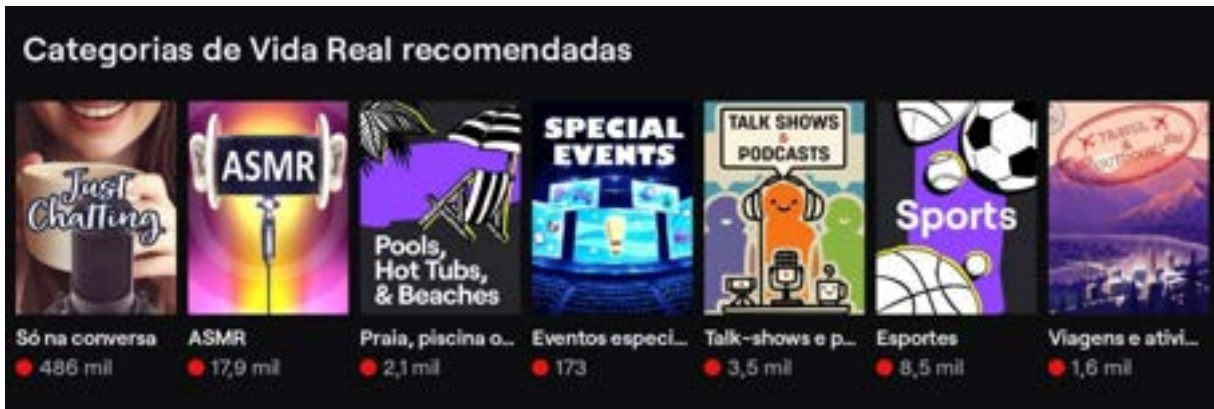 Categorias de Vida Real recomendadas
Just
Chatting
ASMR
Pools,
Hot Tubs,
& Beaches
SPECIAL
EVENTS
TALK SHOWS
&
PODCASTS
Sports
TRAVEL
&
OUTDOORS
Só na conversa
ASMR
Praia, piscina o...
Eventos especi...
Talk-shows e p...
Esportes
Viagens e ativi...
486 mil
17,9 mil
2,1 mil
173
3,5 mil
8,5 mil
1,6 mil